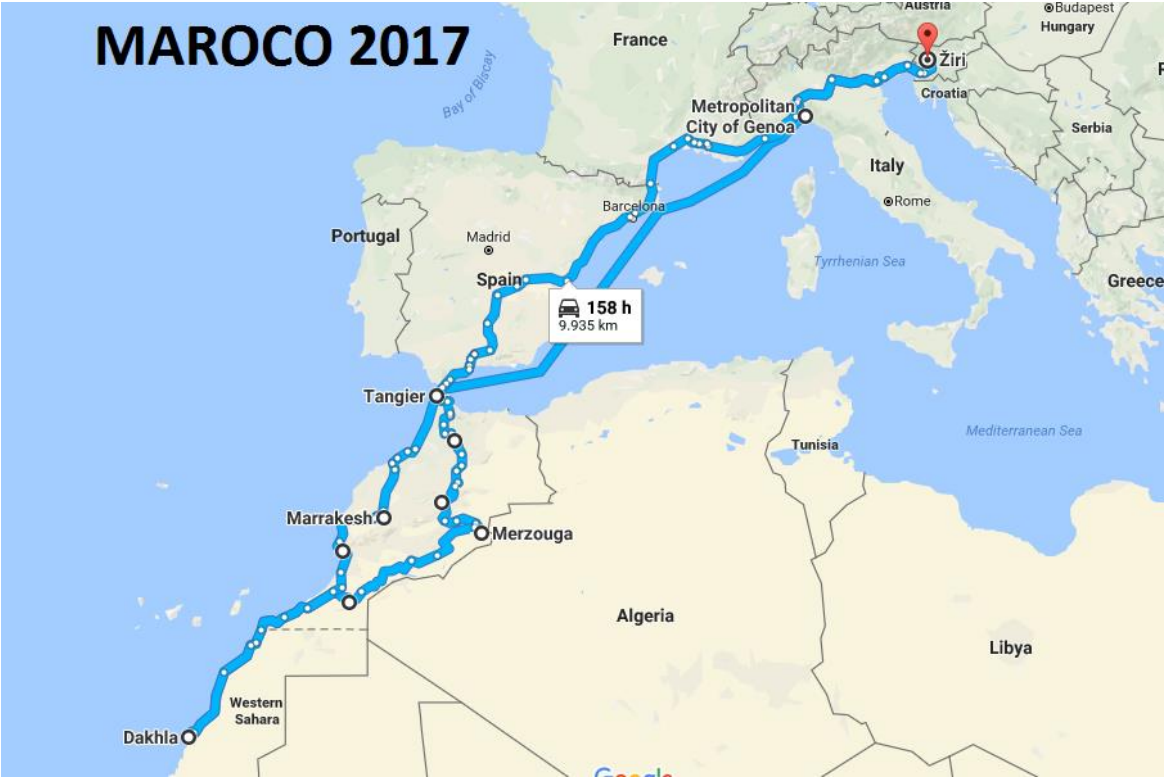 MAROCO 2017
Austria
Budapest
Hungary
France
Bay of Biscay
Žiri
Croatia
Metropolitan
City of Genoa
Serbia
Italy
Rome
Barcelona
Portugal
Madrid
Spain
Tyrrhenian Sea
Greece
158 h
9.935 km
Tangier
Mediterranean Sea
Tunisia
Marrakesh
Merzouga
Algeria
Libya
Western
Sahara
Dakhla
Google